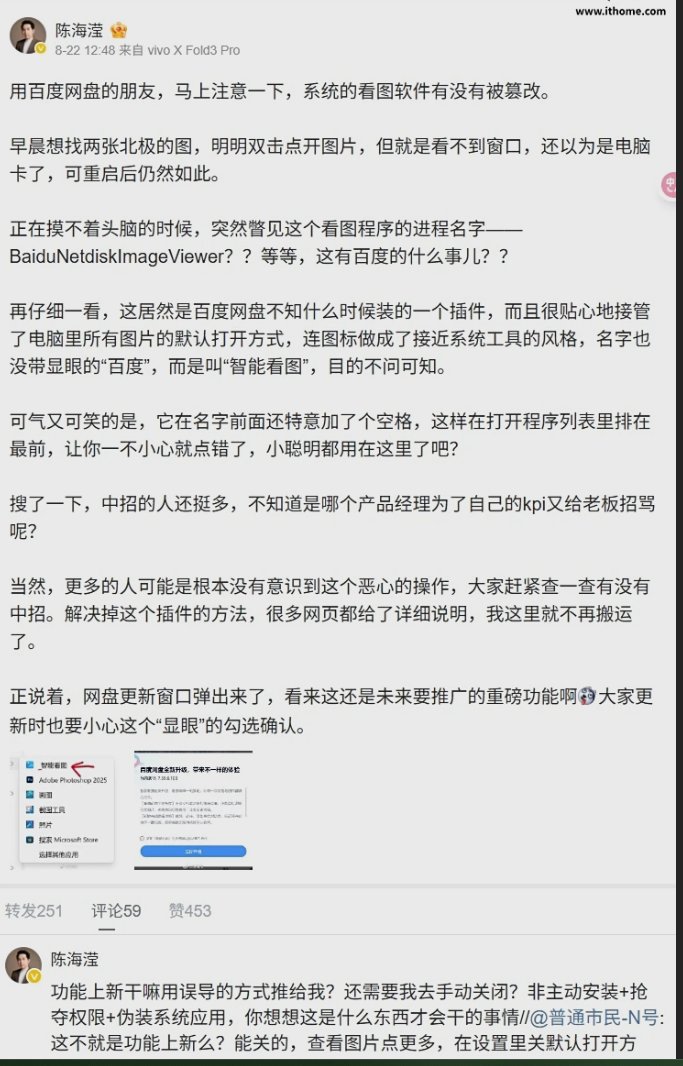 www.ithome.com
陈海滢
8-22 12:48 来自 vivo X Fold3 Pro
用百度网盘的朋友，马上注意一下，系统的看图软件有没有被篡改。
早晨想找两张北极的图，明明双击点开图片，但就是看不到窗口，还以为是电脑
卡了，可重启后仍然如此。
正在摸不着头脑的时候，突然瞥见这个看图程序的进程名字——
BaiduNetdiskImageViewer？？等等，这有百度的什么事儿？？
再仔细一看，这居然是百度网盘不知什么时候装的一个插件，而且很贴心地接管
了电脑里所有图片的默认打开方式，连图标做成了接近系统工具的风格，名字也
没带显眼的“百度”，而是叫“智能看图”，目的不问可知。
可气又可笑的是，它在名字前面还特意加了个空格，这样在打开程序列表里排在
最前，让你一不小心就点错了，小聪明都用在这里了吧？
搜了一下，中招的人还挺多，不知道是哪个产品经理为了自己的kpi又给老板招骂
呢？
当然，更多的人可能是根本没有意识到这个恶心的操作，大家赶紧查一查有没有
中招。解决掉这个插件的方法，很多网页都给了详细说明，我这里就不再搬运
了。
正说着，网盘更新窗口弹出来了，看来这还是未来要推广的重磅功能啊大家更
新时也要小心这个“显眼”的勾选确认。
_智能看图
Adobe Photoshop 2025
画图
截图工具
照片
搜索 Microsoft Store
选择其他应用
百度网盘全新升级，带来不一样的体验
转发251 评论59 赞453
陈海滢
功能上新干嘛用误导的方式推给我？还需要我去手动关闭？非主动安装+抢
夺权限+伪装系统应用，你想想这是什么东西才会干的事情//@普通市民-N号:
这不就是功能上新么？能关的，查看图片点更多，在设置里关默认打开方